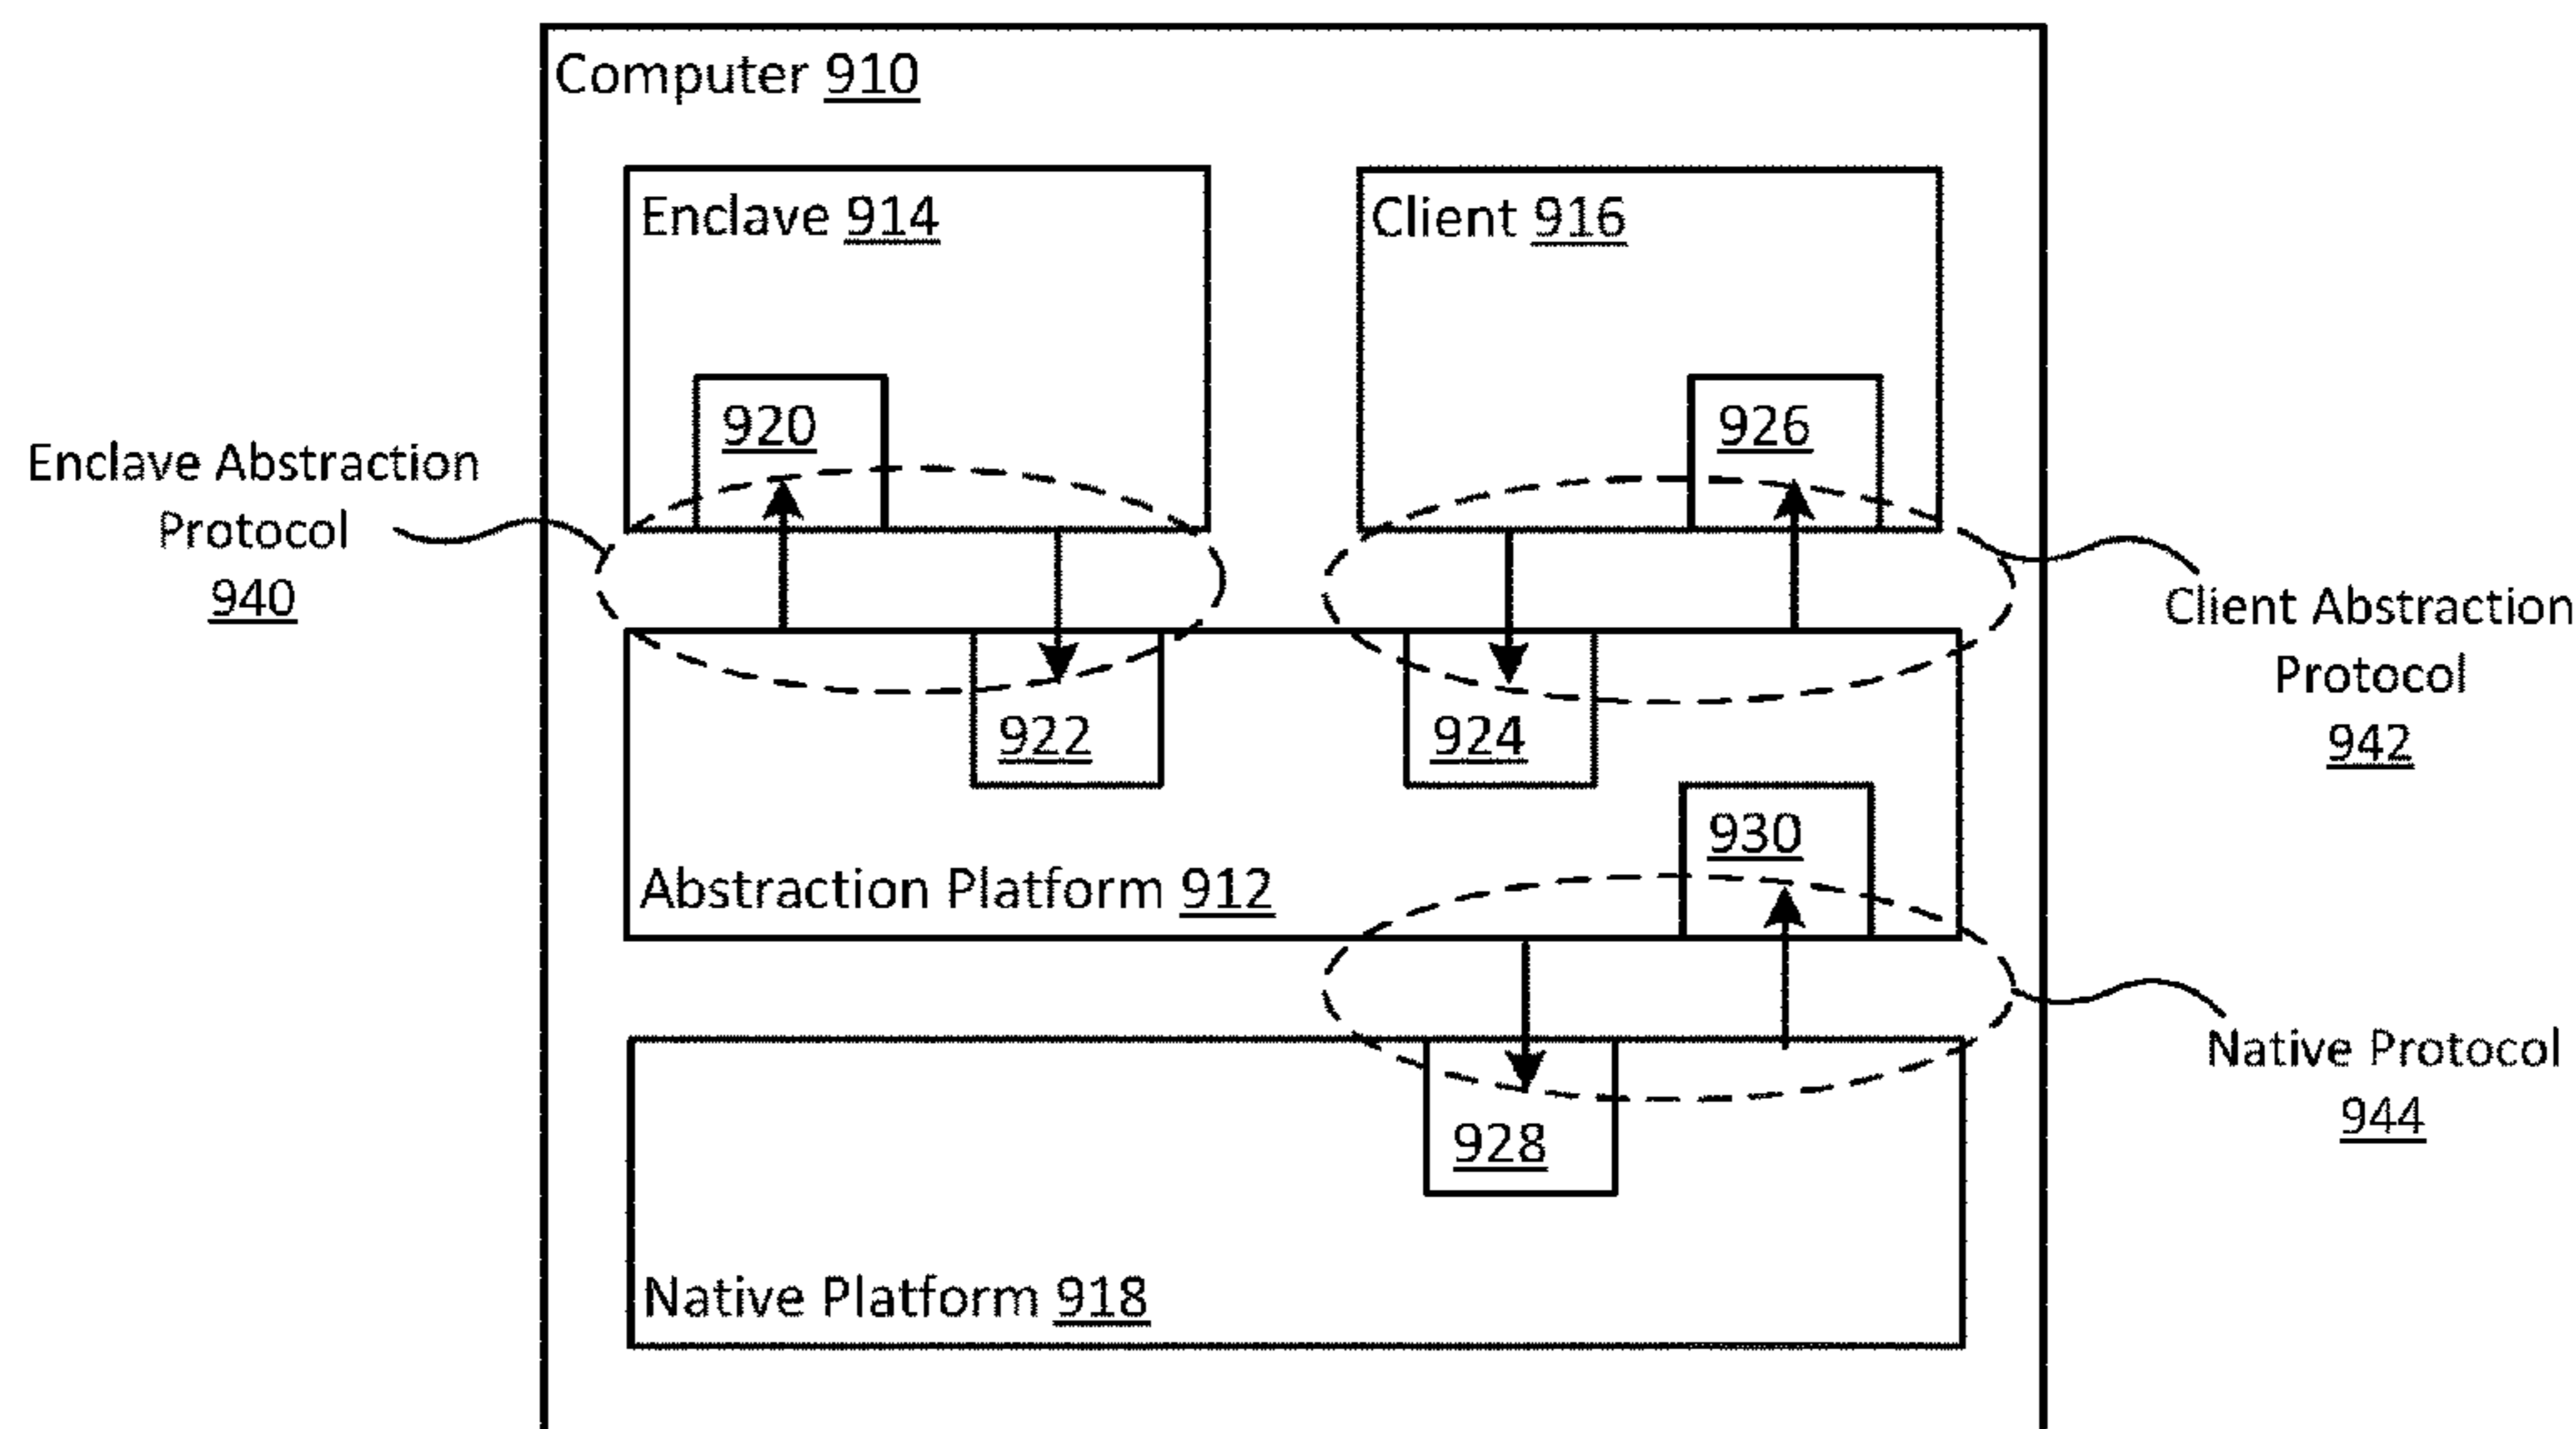 Computer 910
Enclave 914
Client 916
920
926
Enclave Abstraction
Protocol
940
Client Abstraction
Protocol
942
922
924
930
Abstraction Platform 912
Native Protocol
944
928
Native Platform 918